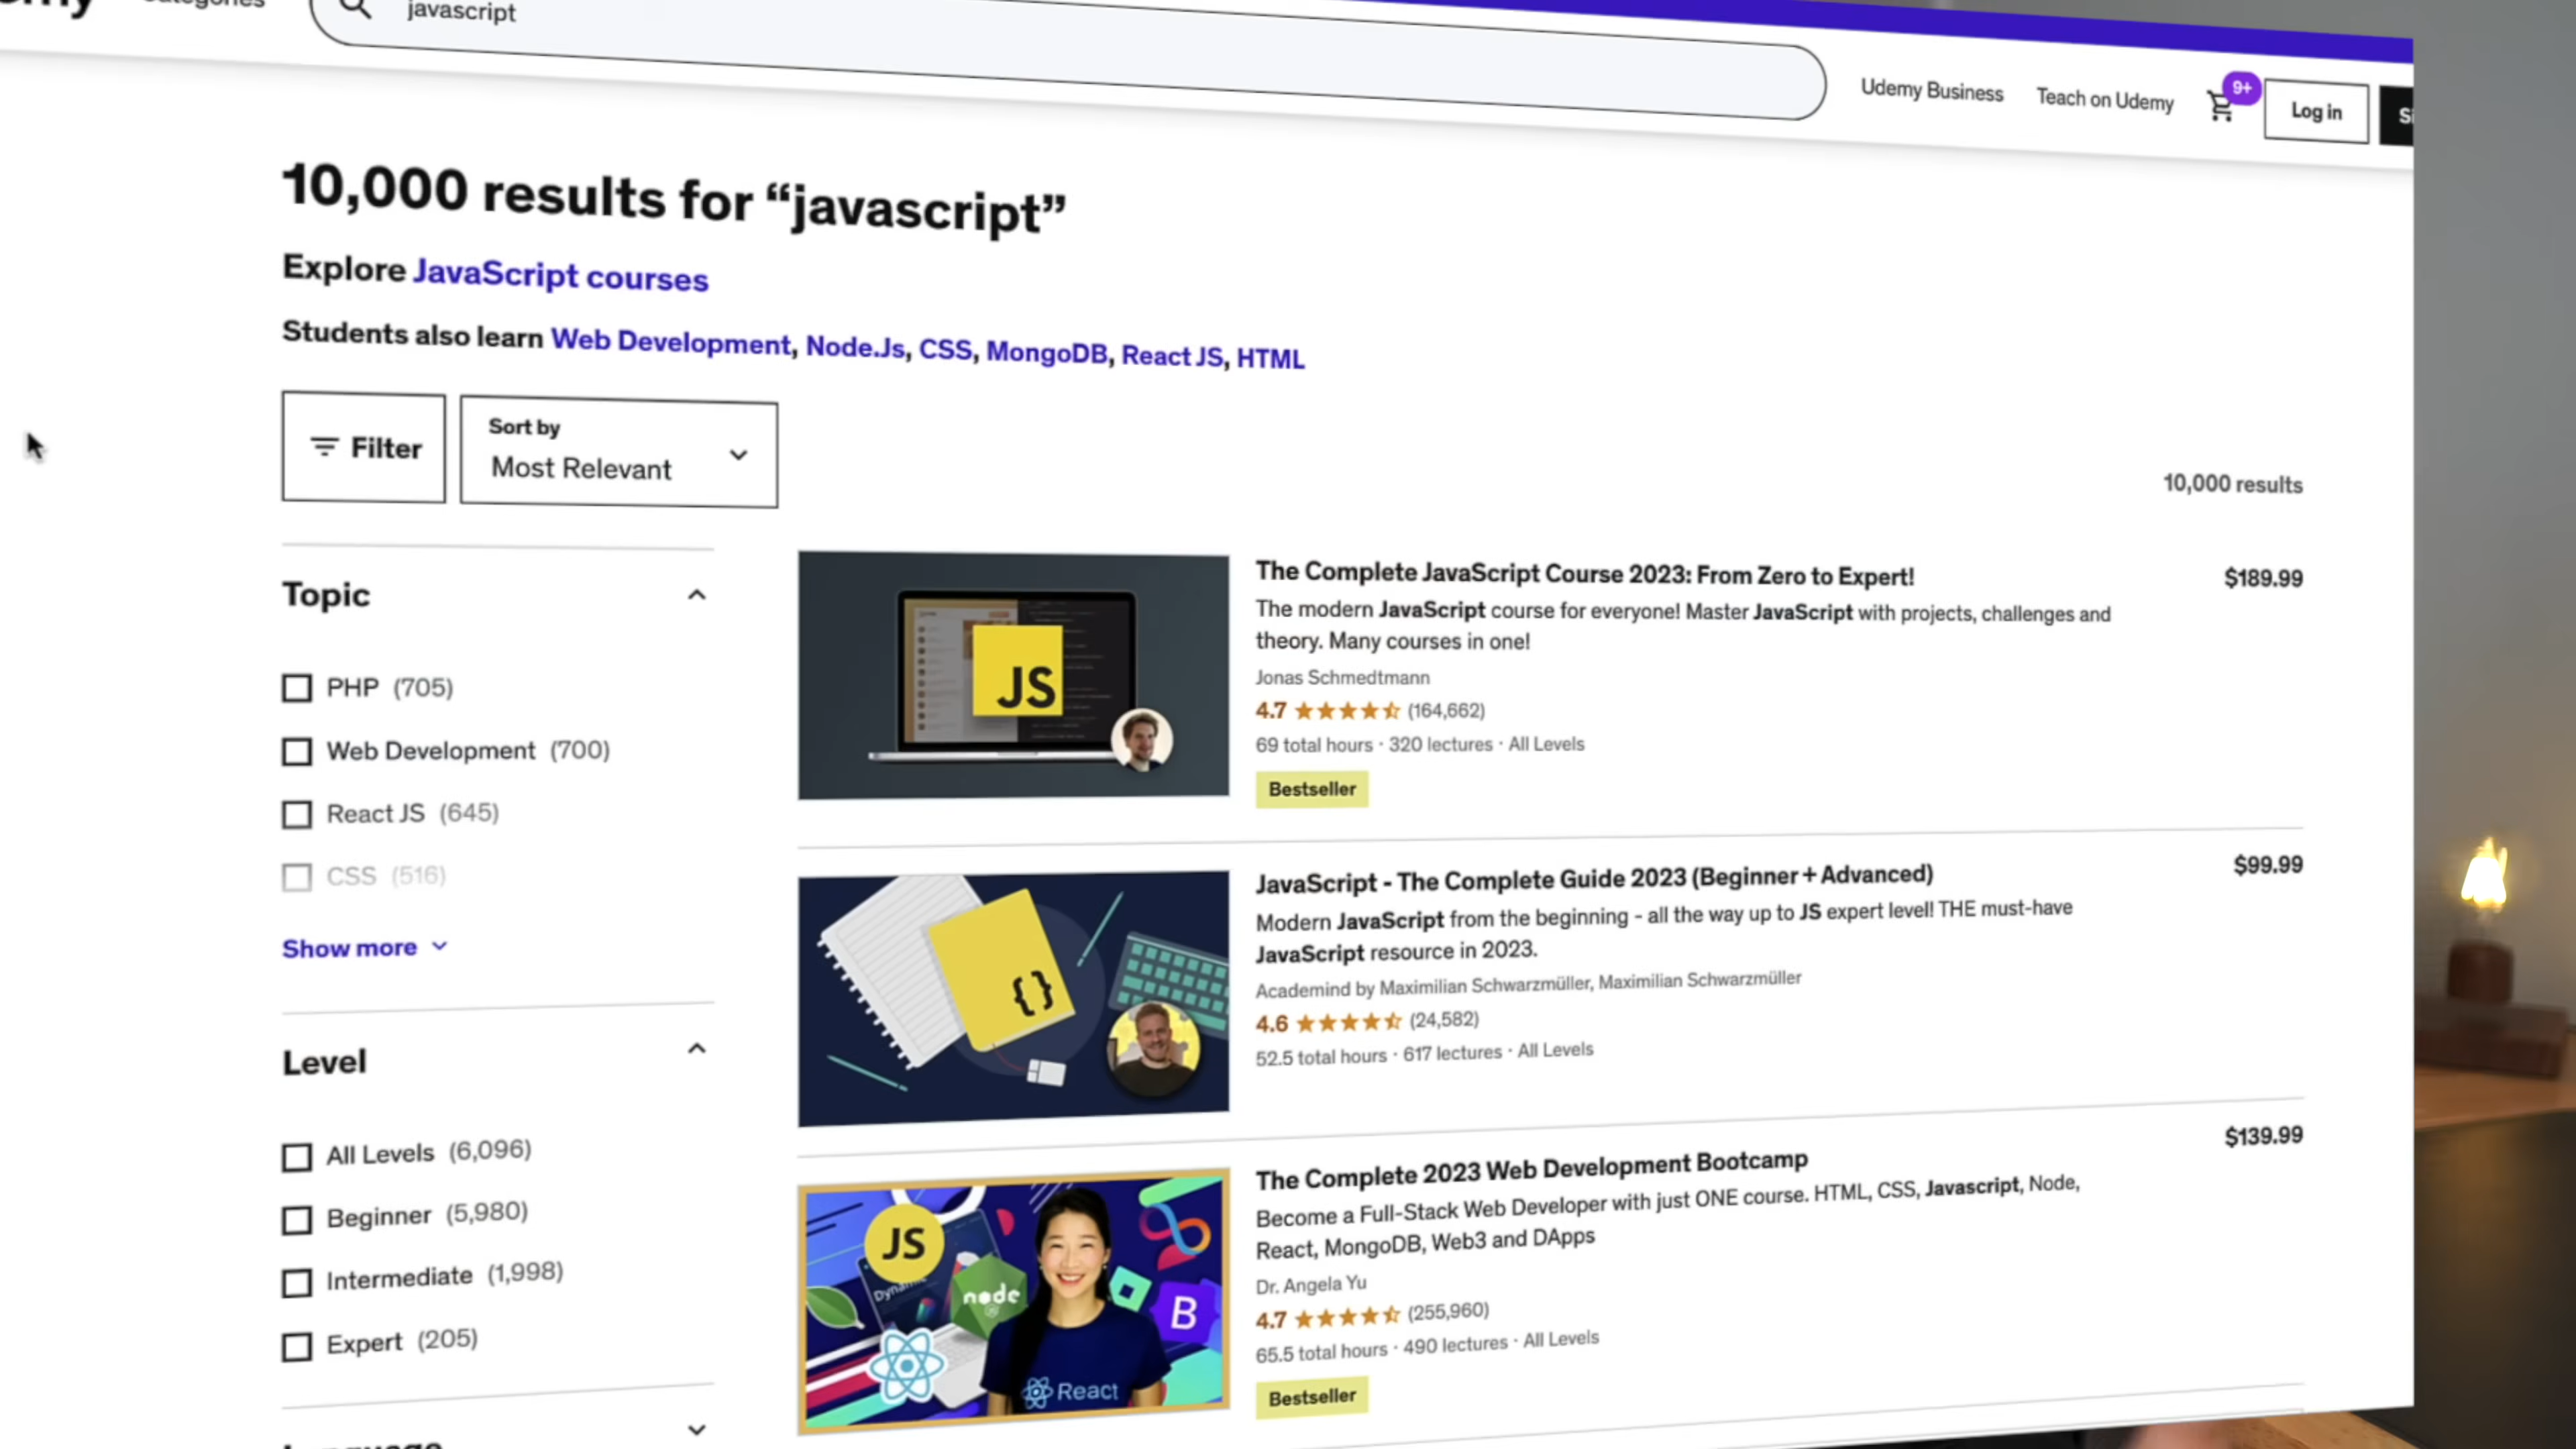 javascript
Udemy Business
Teach on Udemy
9+
Log in
10,000 results for “javascript”
Explore JavaScript courses
Students also learn Web Development, Node.Js, CSS, MongoDB, React JS, HTML
Filter
Sort by
Most Relevant
10,000 results
Topic
PHP (705)
Web Development (700)
React JS (645)
CSS (516)
Show more
Level
All Levels (6,096)
Beginner (5,980)
Intermediate (1,998)
Expert (205)
JS
The Complete JavaScript Course 2023: From Zero to Expert!
$189.99
The modern JavaScript course for everyone! Master JavaScript with projects, challenges and
theory. Many courses in one!
Jonas Schmedtmann
4.7 (164,662)
69 total hours · 320 lectures · All Levels
Bestseller
{}
JavaScript - The Complete Guide 2023 (Beginner + Advanced)
$99.99
Modern JavaScript from the beginning - all the way up to JS expert level! THE must-have
JavaScript resource in 2023.
Academind by Maximilian Schwarzmüller, Maximilian Schwarzmüller
4.6 (24,582)
52.5 total hours · 617 lectures · All Levels
JS
node
JS
B
React
The Complete 2023 Web Development Bootcamp
$139.99
Become a Full-Stack Web Developer with just ONE course. HTML, CSS, Javascript, Node,
React, MongoDB, Web3 and DApps
Dr. Angela Yu
4.7 (255,960)
65.5 total hours · 490 lectures · All Levels
Bestseller